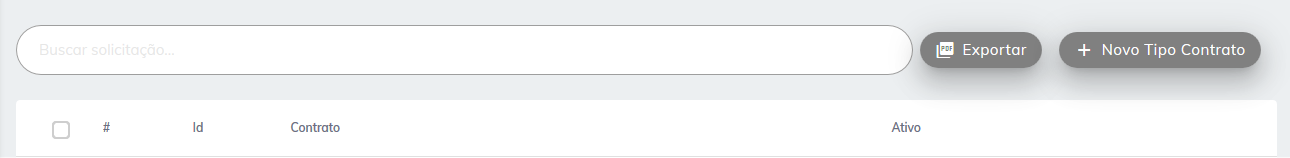 Buscar solicitação...
PDF Exportar
+ Novo Tipo Contrato
# Id Contrato Ativo